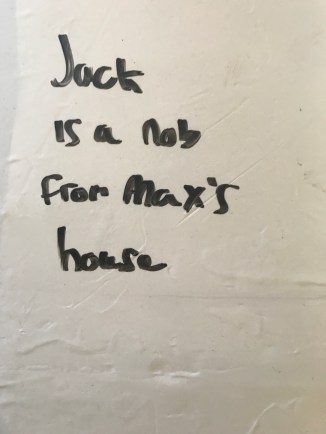 Jack
is a nob
from Max's
house